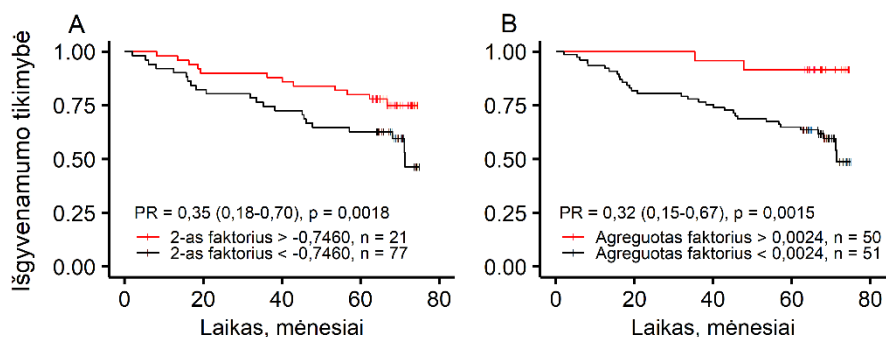 A
Išgyvenamumo tikimybė
1.00
0.75
0.50
0.25
0.00
PR = 0,35 (0,18-0,70), p = 0,0018
2-as faktorius > -0,7460, n = 21
2-as faktorius < -0,7460, n = 77
0 20 40 60 80
Laikas, mėnesiai
B
1.00
0.75
0.50
0.25
0.00
PR = 0,32 (0,15-0,67), p = 0,0015
Agreguotas faktorius > 0,0024, n = 50
Agreguotas faktorius < 0,0024, n = 51
0 20 40 60 80
Laikas, mėnesiai